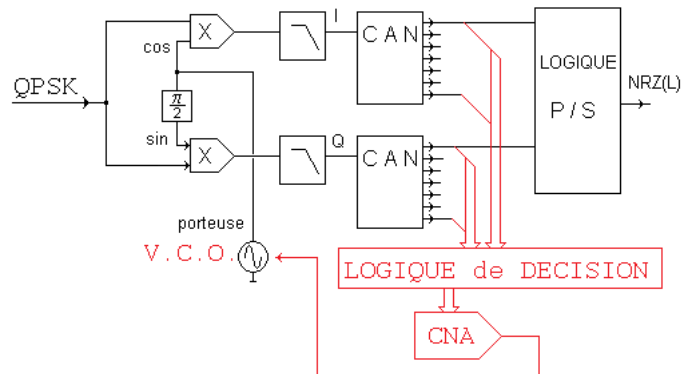 QPSK
cos
X
π
2
sin
X
I
Q
C A N
C A N
LOGIQUE
P / S
NRZ(L)
porteuse
V.C.O.
LOGIQUE de DECISION
CNA